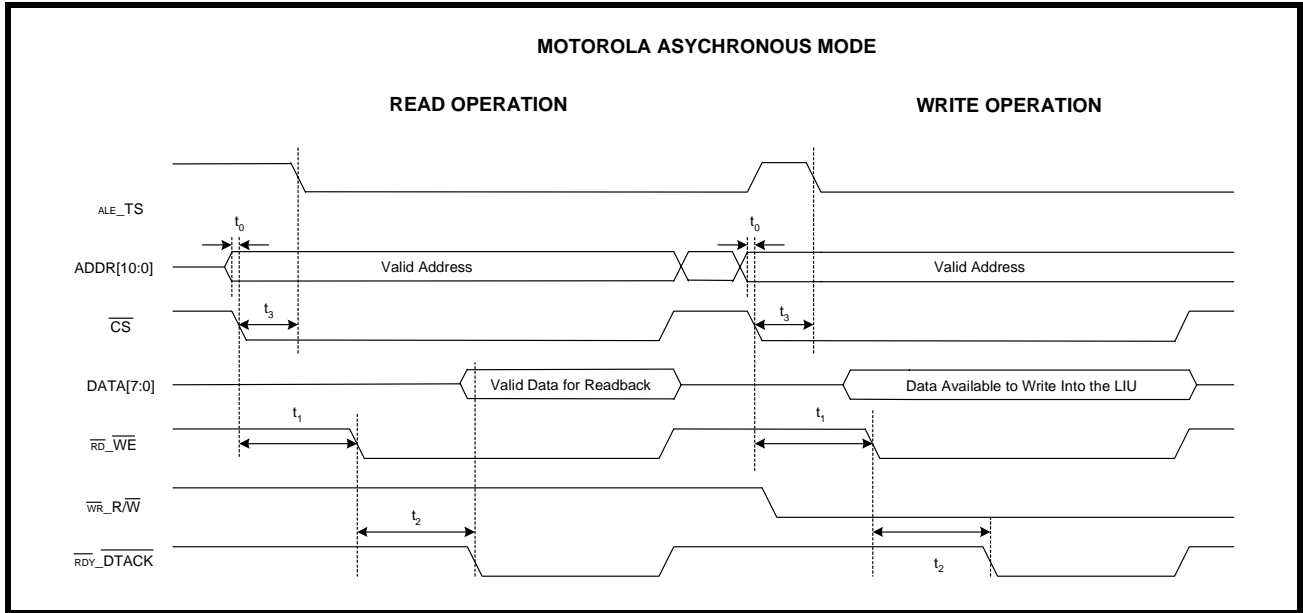 MOTOROLA ASYCHRONOUS MODE
READ OPERATION WRITE OPERATION
ALE_TS
t0 t0
ADDR[10:0] Valid Address Valid Address
CS t3 t3
DATA[7:0] Valid Data for Readback Data Available to Write Into the LIU
t1 t1
RD_WE
WR_R/W
t2
RDY_DTACK t2